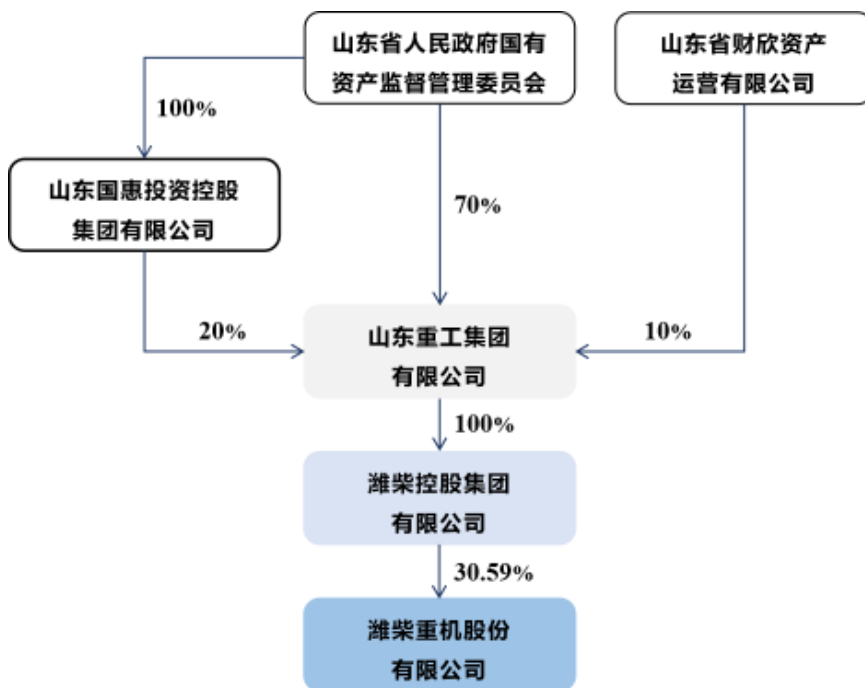 山东省人民政府国有
资产监督管理委员会
山东省财欣资产
运营有限公司
100%
山东国惠投资控股
集团有限公司
70%
20%
10%
山东重工集团
有限公司
100%
潍柴控股集团
有限公司
30.59%
潍柴重机股份
有限公司